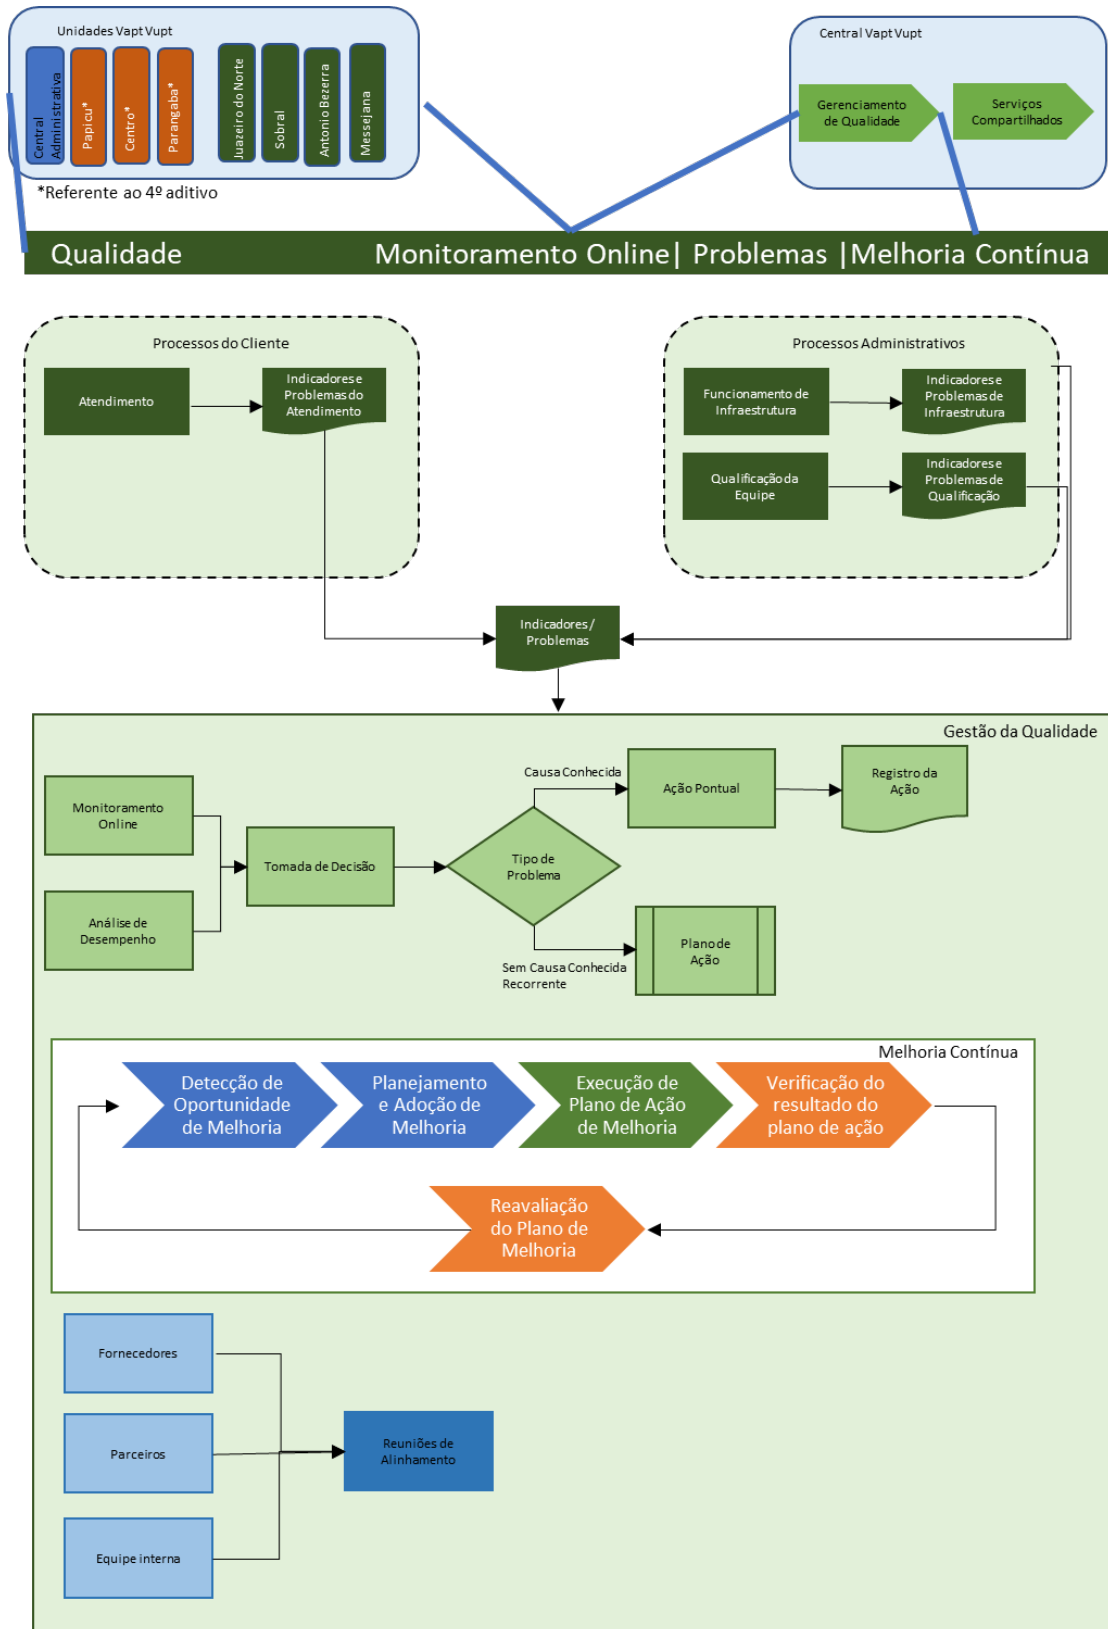 Unidades Vapt Vupt
Central
Administrativa
Papicu*
Centro*
Parangaba*
Juazeiro do Norte
Sobral
Antonio Bezerra
Messejana
*Referente ao 4º aditivo
Central Vapt Vupt
Gerenciamento
de Qualidade
Serviços
Compartilhados
Qualidade
Monitoramento Online| Problemas |Melhoria Contínua
Processos do Cliente
Atendimento
Indicadores e
Problemas do
Atendimento
Processos Administrativos
Funcionamento de
Infraestrutura
Indicadores e
Problemas de
Infraestrutura
Qualificação da
Equipe
Indicadores e
Problemas de
Qualificação
Indicadores /
Problemas
Gestão da Qualidade
Monitoramento
Online
Análise de
Desempenho
Tomada de Decisão
Tipo de
Problema
Causa Conhecida
Ação Pontual
Registro da
Ação
Sem Causa Conhecida
Recorrente
Plano de
Ação
Melhoria Contínua
Detecção de
Oportunidade
de Melhoria
Planejamento
e Adoção de
Melhoria
Execução de
Plano de Ação
de Melhoria
Verificação do
resultado do
plano de ação
Reavaliação
do Plano de
Melhoria
Fornecedores
Parceiros
Equipe interna
Reuniões de
Alinhamento